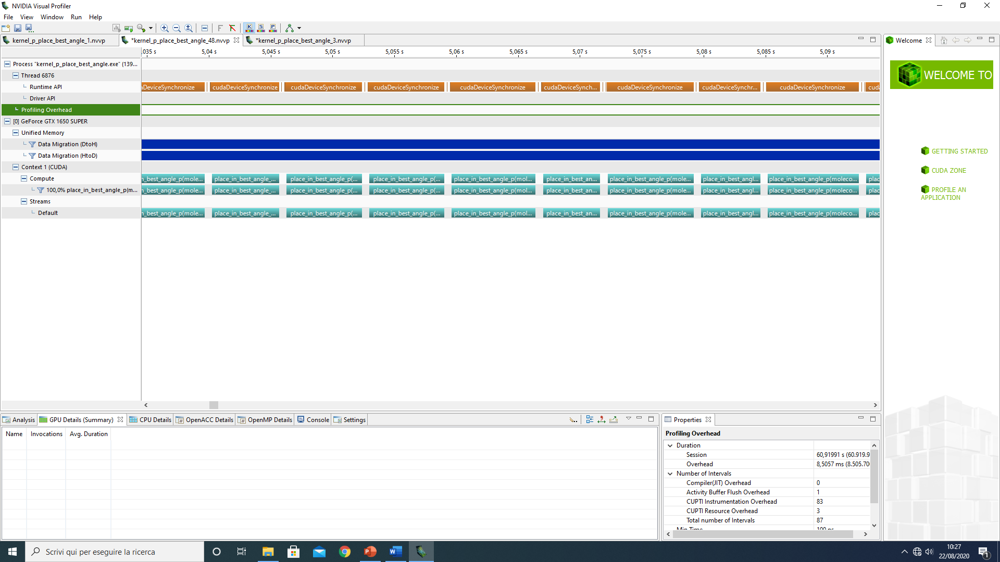 NVIDIA Visual Profiler
File View Window Run Help
kernel_p_place_best_angle_1.nvvp *kernel_p_place_best_angle_48.nvvp *kernel_p_place_best_angle_3.nvvp
.035 s 5,04 s 5,045 s 5,05 s 5,055 s 5,06 s 5,065 s 5,07 s 5,075 s 5,08 s 5,085 s 5,09 s
Process "kernel_p_place_best_angle.exe" (139...
Thread 6876
Runtime API
aDeviceSynchronize cudaDeviceSynchronize cudaDeviceSynchronize cudaDeviceSynchronize cudaDeviceSynchronize cudaDeviceSynch... cudaDeviceSynchronize cudaDeviceSynchr... cudaDeviceSynchronize cuda
Driver API
Profiling Overhead
[0] GeForce GTX 1650 SUPER
Unified Memory
Data Migration (DtoH)
Data Migration (HtoD)
Context 1 (CUDA)
Compute
n_best_angle_p(mole... place_in_best_angle_... place_in_best_angle_p(... place_in_best_angle_p(... place_in_best_angle_p(mol... place_in_best_an... place_in_best_angle_p(mole... place_in_best_angl... place_in_best_angle_p(moleco... plac
100,0% place_in_best_angle_p(m...
n_best_angle_p(mole... place_in_best_angle_... place_in_best_angle_p(... place_in_best_angle_p(... place_in_best_angle_p(mol... place_in_best_an... place_in_best_angle_p(mole... place_in_best_angl... place_in_best_angle_p(moleco... plac
Streams
Default
n_best_angle_p(mole... place_in_best_angle_... place_in_best_angle_p(... place_in_best_angle_p(... place_in_best_angle_p(mol... place_in_best_an... place_in_best_angle_p(mole... place_in_best_angl... place_in_best_angle_p(moleco... plac
Welcome
WELCOME TO
GETTING STARTED
CUDA ZONE
PROFILE AN
APPLICATION
Analysis GPU Details (Summary) CPU Details OpenACC Details OpenMP Details Console Settings
Name Invocations Avg. Duration
Properties
Profiling Overhead
Duration
Session 60,91991 s (60.919.9
Overhead 8,5057 ms (8.505.70
Number of Intervals
Compiler(JIT) Overhead 0
Activity Buffer Flush Overhead 1
CUPTI Instrumentation Overhead 83
CUPTI Resource Overhead 3
Total number of Intervals 87
Min Time 100 ns
Scrivi qui per eseguire la ricerca
10:27
22/08/2020
1